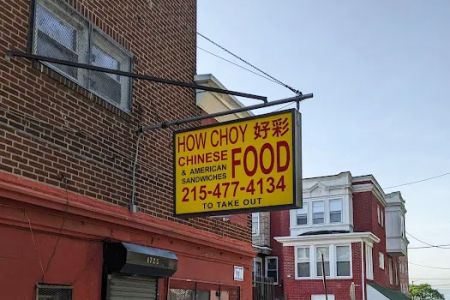 HOW CHOY 好彩
CHINESE
& AMERICAN
SANDWICHES
FOOD
215-477-4134
TO TAKE OUT